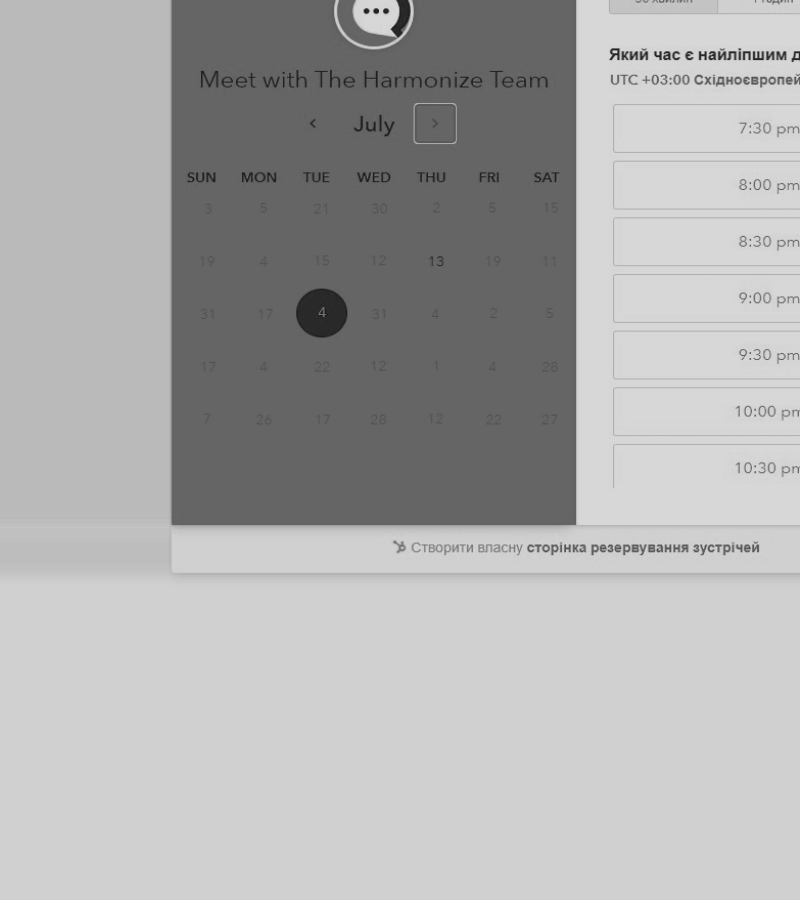 Meet with The Harmonize Team
July
SUN MON TUE WED THU FRI SAT
3 5 21 30 2 6 15
19 4 15 12 13 19 11
31 17 4 31 4 2 5
17 4 22 12 1 4 28
7 26 17 28 12 22 27
Який час є найліпшим
UTC +03:00 Східноєвропей
7:30 pm
8:00 pm
8:30 pm
9:00 pm
9:30 pm
10:00 pm
10:30 pm
Створити власну сторінка резервування зустрічей